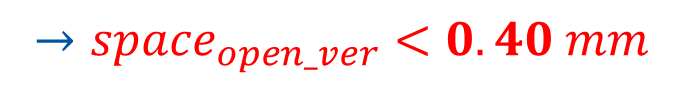 → space_open_ver < 0.40 mm